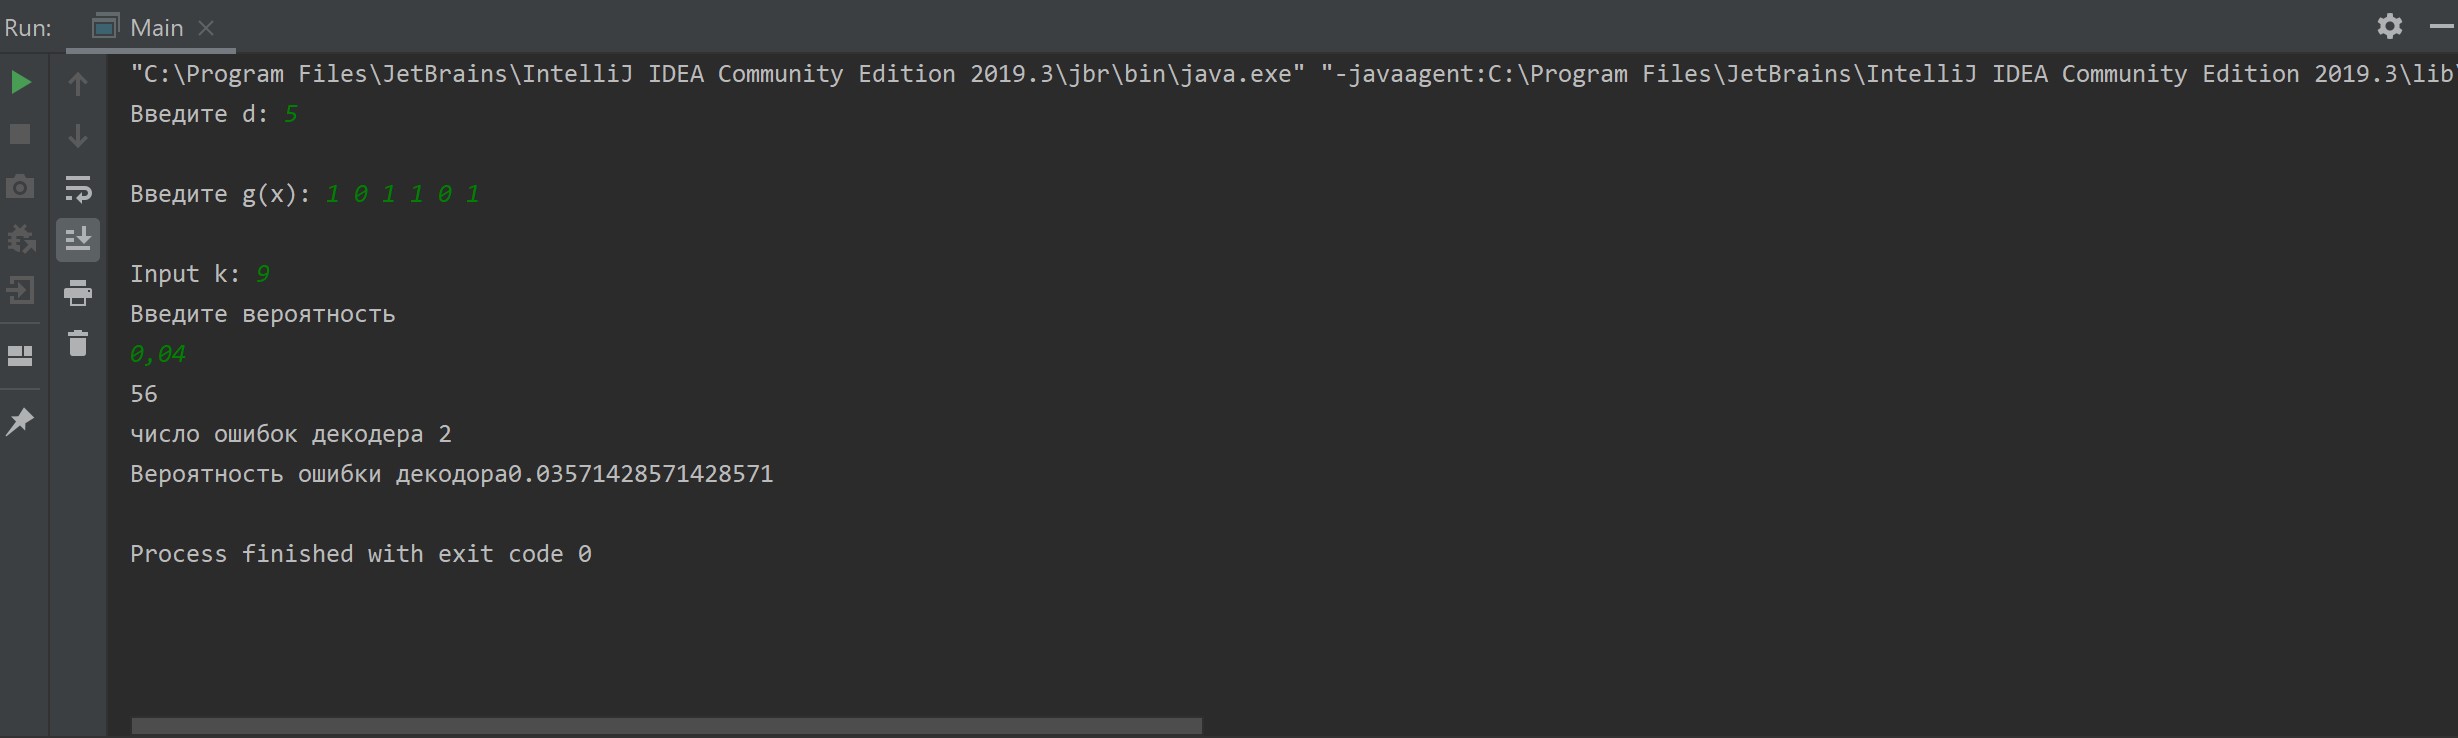 Run: Main
"C:\Program Files\JetBrains\IntelliJ IDEA Community Edition 2019.3\jbr\bin\java.exe" "-javaagent:C:\Program Files\JetBrains\IntelliJ IDEA Community Edition 2019.3\lib\
Введите d: 5
Введите g(x): 1 0 1 1 0 1
Input k: 9
Введите вероятность
0,04
56
число ошибок декодера 2
Вероятность ошибки декодора0.03571428571428571
Process finished with exit code 0